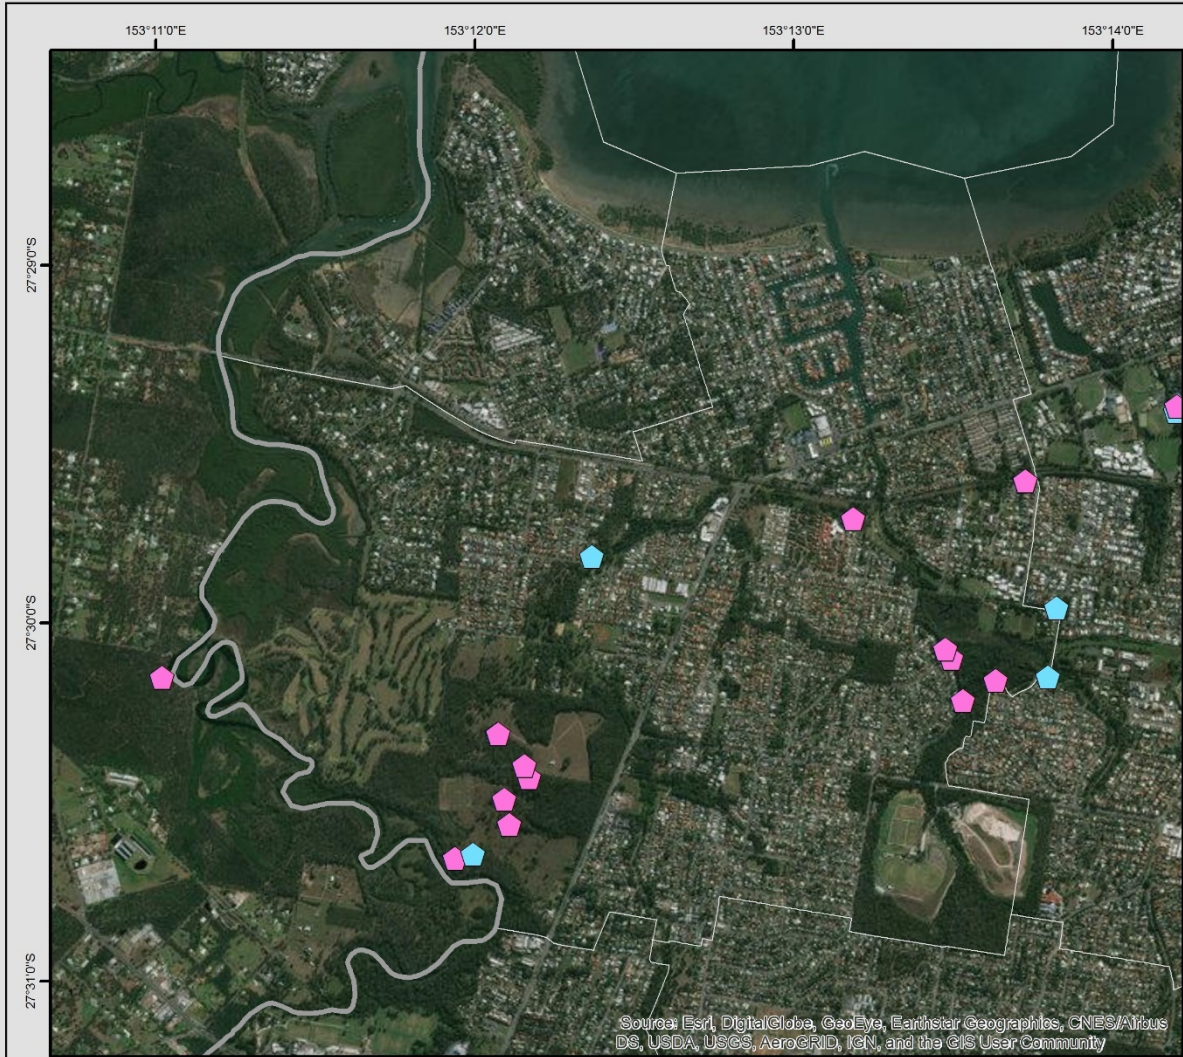 153°11'0"E
153°12'0"E
153°13'0"E
153°14'0"E
27°29'0"S
27°30'0"S
27°31'0"S
Source: Esri, DigitalGlobe, GeoEye, Earthstar Geographics, CNES/Airbus
DS, USDA, USGS, AeroGRID, IGN, and the GIS User Community